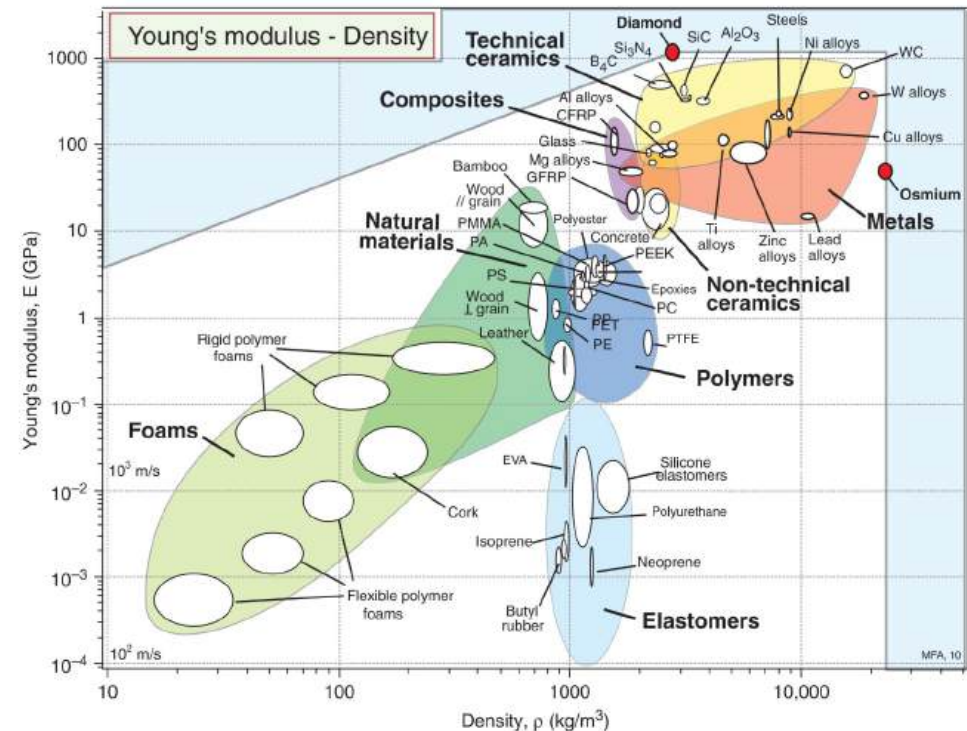 Young's modulus - Density
Young's modulus, E (GPa)
1000
100
10
1
0.1
10⁻¹
10⁻²
10⁻³
10⁻⁴
10³ m/s
10² m/s
10
100
1000
10,000
Density, ρ (kg/m³)
MFA, 10
Technical
ceramics
Diamond
Si₃N₄
SiC
Al₂O₃
Steels
Ni alloys
WC
B₄C
W alloys
Composites
Al alloys
CFRP
Glass
Mg alloys
GFRP
Cu alloys
Osmium
Metals
Ti
alloys
Zinc
alloys
Lead
alloys
Bamboo
Wood
// grain
Natural
materials
PMMA
PA
Polyester
Concrete
PEEK
Non-technical
ceramics
PS
Epoxies
PC
Wood
⊥ grain
PP
PET
PE
Leather
PTFE
Polymers
Rigid polymer
foams
Foams
Cork
EVA
Silicone
elastomers
Polyurethane
Isoprene
Neoprene
Butyl
rubber
Flexible polymer
foams
Elastomers